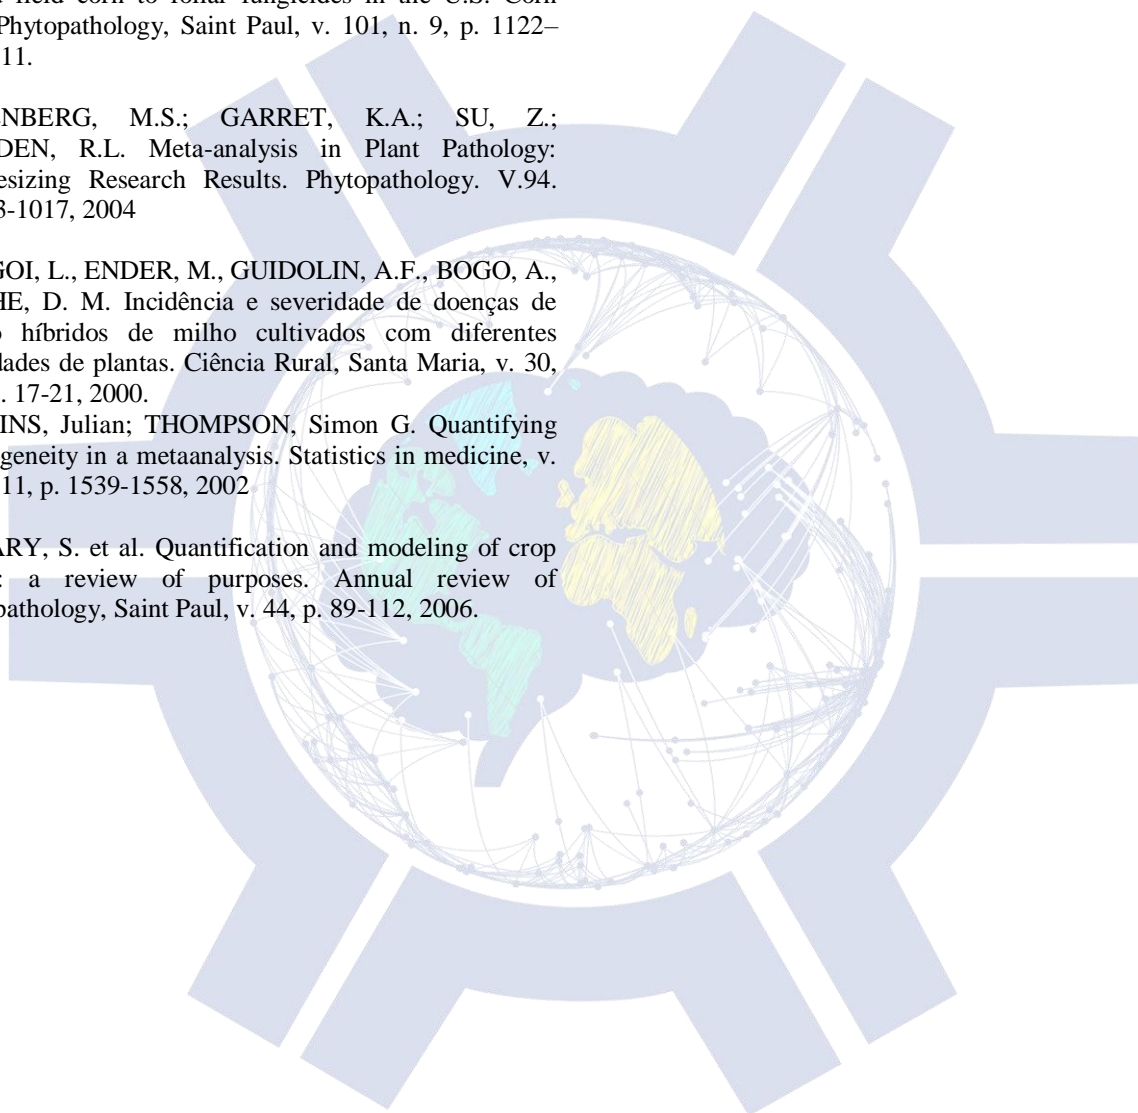 field corn to foliar fungicides in the U.S. Corn
Phytopathology, Saint Paul, v. 101, n. 9, p. 1122–
11.
NBERG, M.S.; GARRET, K.A.; SU, Z.;
DEN, R.L. Meta-analysis in Plant Pathology:
esizing Research Results. Phytopathology. V.94.
3-1017, 2004
GOI, L., ENDER, M., GUIDOLIN, A.F., BOGO, A.,
HE, D. M. Incidência e severidade de doenças de
híbridos de milho cultivados com diferentes
dades de plantas. Ciência Rural, Santa Maria, v. 30,
. 17-21, 2000.
INS, Julian; THOMPSON, Simon G. Quantifying
geneity in a metaanalysis. Statistics in medicine, v.
11, p. 1539-1558, 2002
ARY, S. et al. Quantification and modeling of crop
: a review of purposes. Annual review of
pathology, Saint Paul, v. 44, p. 89-112, 2006.